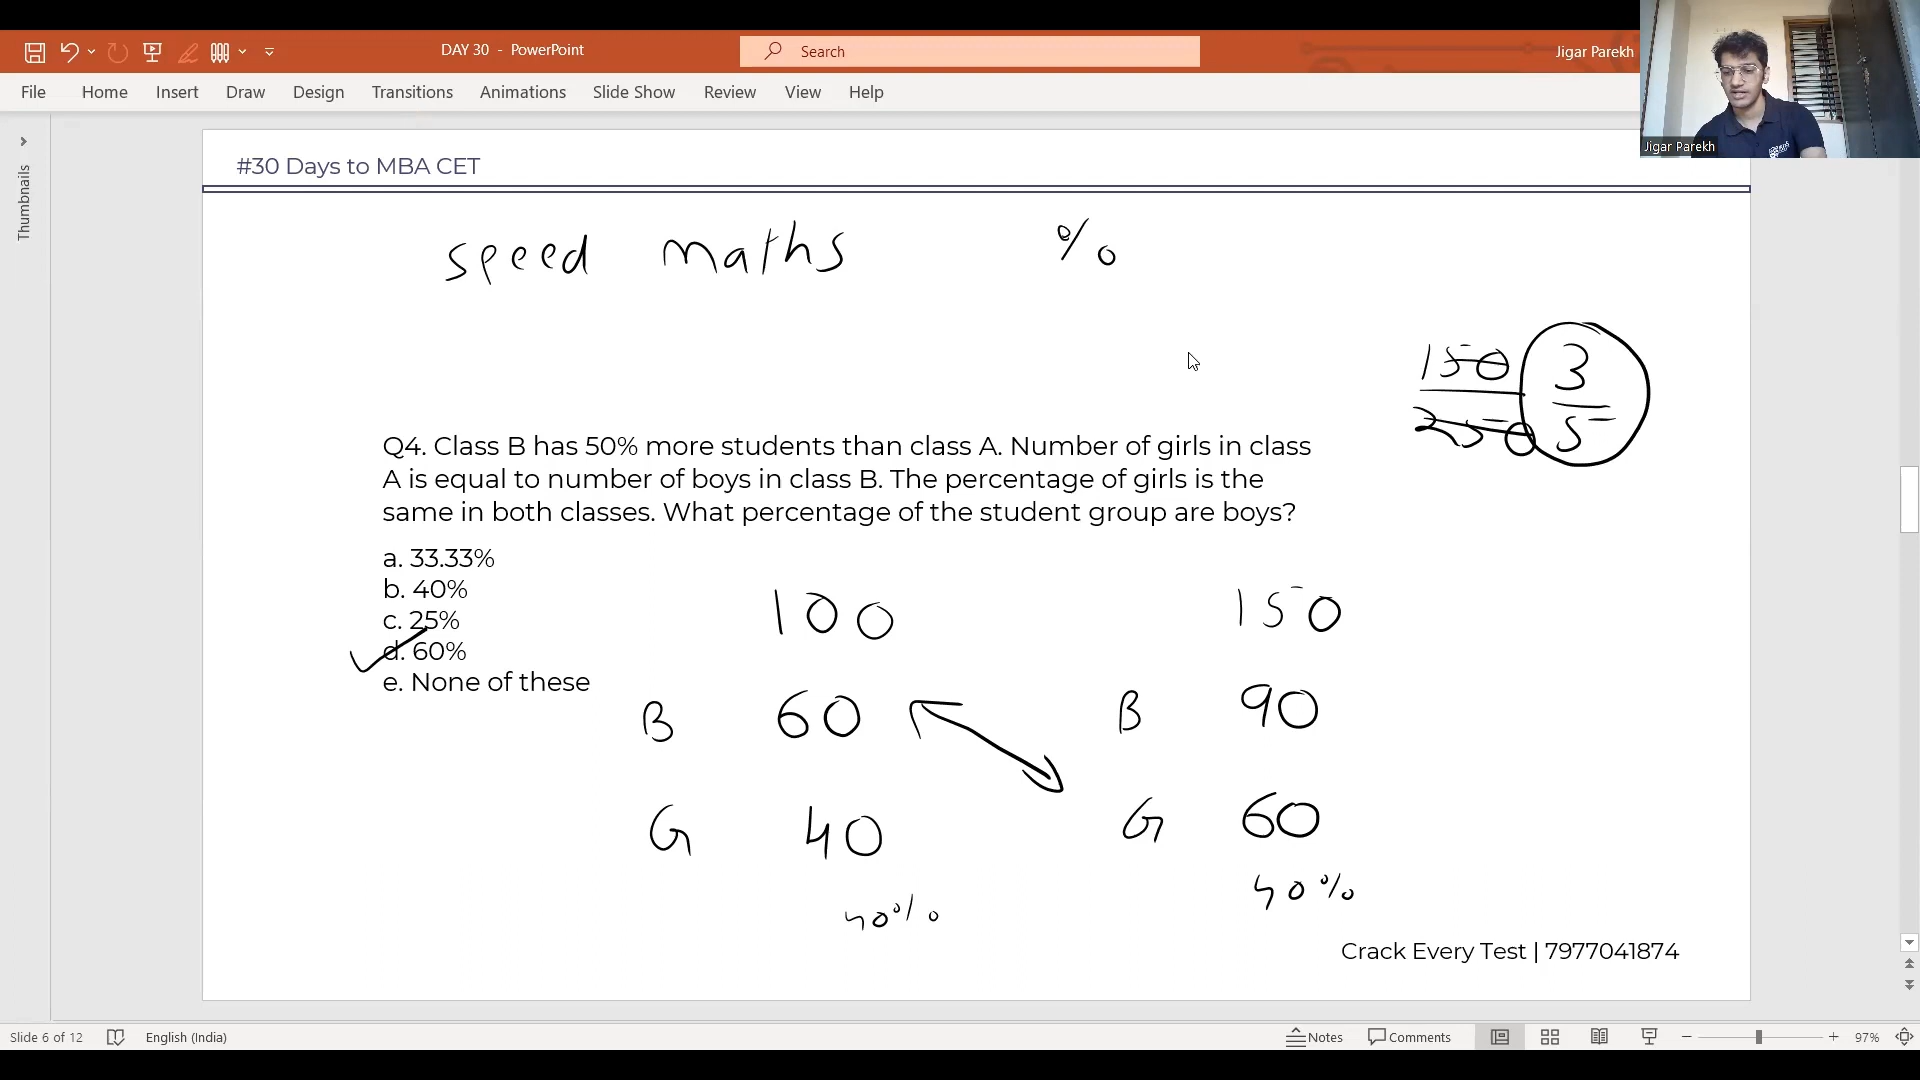 DAY 30 - PowerPoint
Search
Jigar Parekh
File Home Insert Draw Design Transitions Animations Slide Show Review View Help
Jigar Parekh
Thumbnails
#30 Days to MBA CET
speed maths %
150 3
250 5
Q4. Class B has 50% more students than class A. Number of girls in class
A is equal to number of boys in class B. The percentage of girls is the
same in both classes. What percentage of the student group are boys?
a. 33.33%
b. 40%
c. 25%
d. 60%
e. None of these
100 150
B 60 B 90
G 40 G 60
40% 40%
Crack Every Test | 7977041874
Slide 6 of 12 English (India) Notes Comments 97%